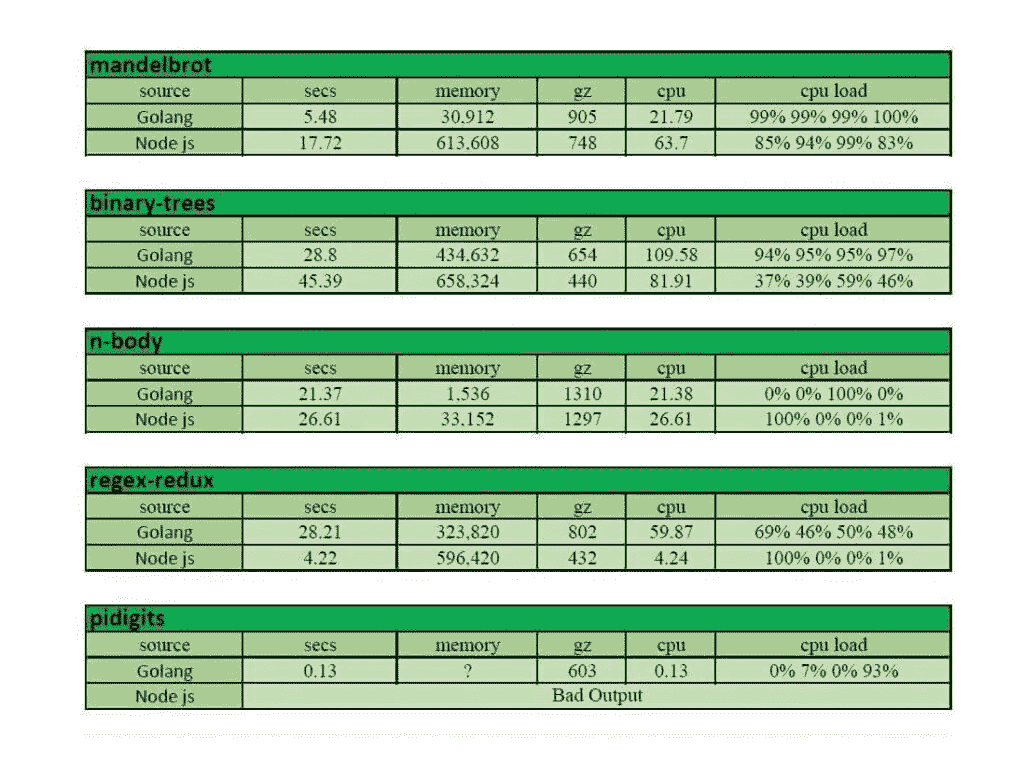 mandelbrot
source secs memory gz cpu cpu load
Golang 5.48 30,912 905 21.79 99% 99% 99% 100%
Node js 17.72 613,608 748 63.7 85% 94% 99% 83%
binary-trees
source secs memory gz cpu cpu load
Golang 28.8 434,632 654 109.58 94% 95% 95% 97%
Node js 45.39 658,324 440 81.91 37% 39% 59% 46%
n-body
source secs memory gz cpu cpu load
Golang 21.37 1,536 1310 21.38 0% 0% 100% 0%
Node js 26.61 33,152 1297 26.61 100% 0% 0% 1%
regex-redux
source secs memory gz cpu cpu load
Golang 28.21 323,820 802 59.87 69% 46% 50% 48%
Node js 4.22 596,420 432 4.24 100% 0% 0% 1%
pidigits
source secs memory gz cpu cpu load
Golang 0.13 ? 603 0.13 0% 7% 0% 93%
Node js Bad Output